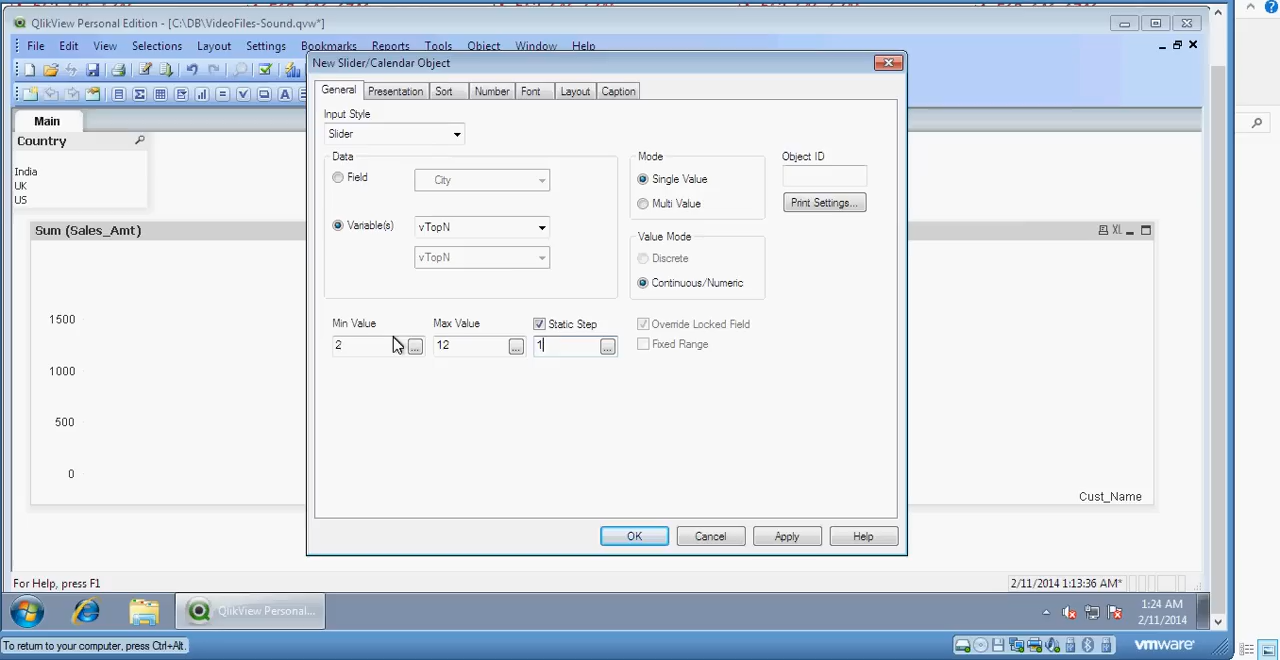 QlikView Personal Edition - [C:\DB\VideoFiles-Sound.qvw*]
File Edit View Selections Layout Settings Bookmarks Reports Tools Object Window Help
New Slider/Calendar Object
General Presentation Sort Number Font Layout Caption
Main
Country
India
UK
US
Sum (Sales_Amt)
XL
1500
1000
500
0
Cust_Name
Input Style
Slider
Data
Field City
Variable(s) vTopN
vTopN
Mode
Single Value
Multi Value
Value Mode
Discrete
Continuous/Numeric
Object ID
Print Settings...
Min Value Max Value Static Step Override Locked Field
2 ... 12 ... 1 ... Fixed Range
OK Cancel Apply Help
For Help, press F1
2/11/2014 1:13:36 AM*
QlikView Personal...
1:24 AM
2/11/2014
To return to your computer, press Ctrl+Alt.
vmware